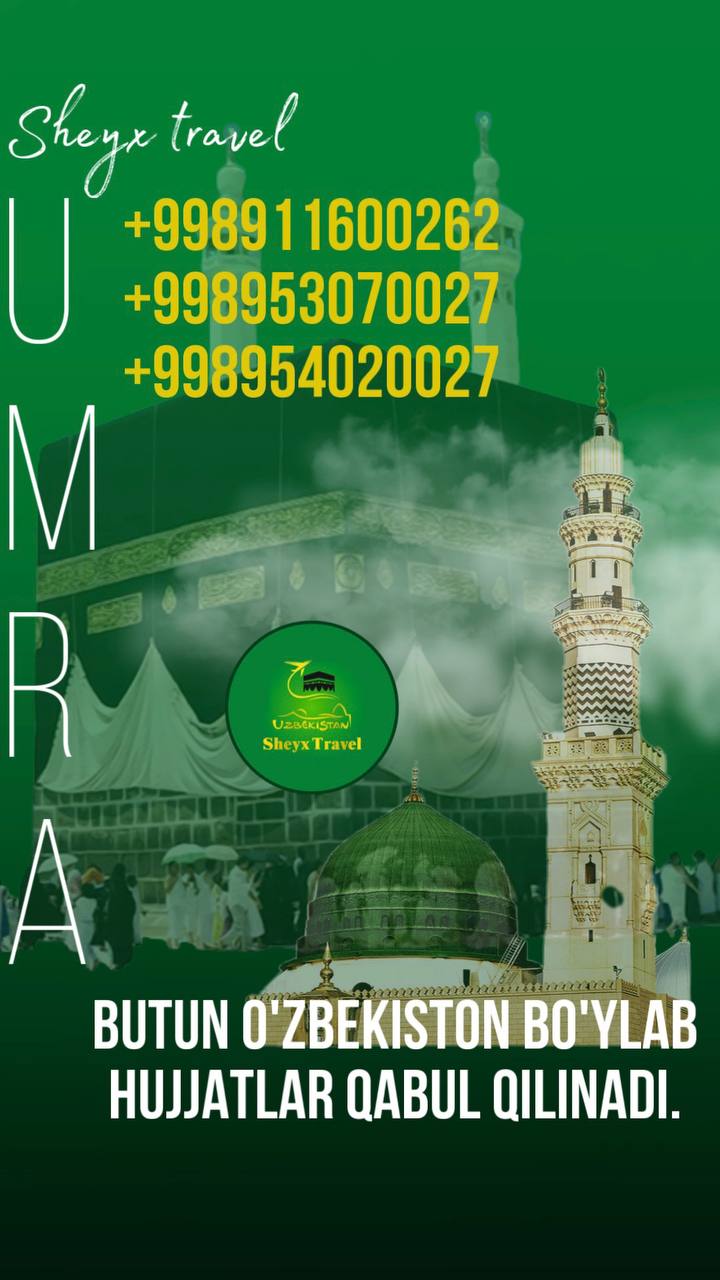 Sheyx travel
UMRA
+998911600262
+998953070027
+998954020027
UZBEKISTAN
Sheyx Travel
BUTUN O'ZBEKISTON BO'YLAB
HUJJATLAR QABUL QILINADI.